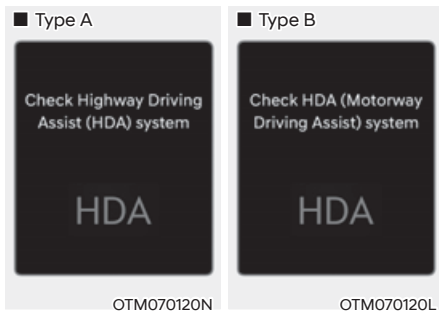 ■ Type A
Check Highway Driving
Assist (HDA) system
HDA
OTM070120N
■ Type B
Check HDA (Motorway
Driving Assist) system
HDA
OTM070120L